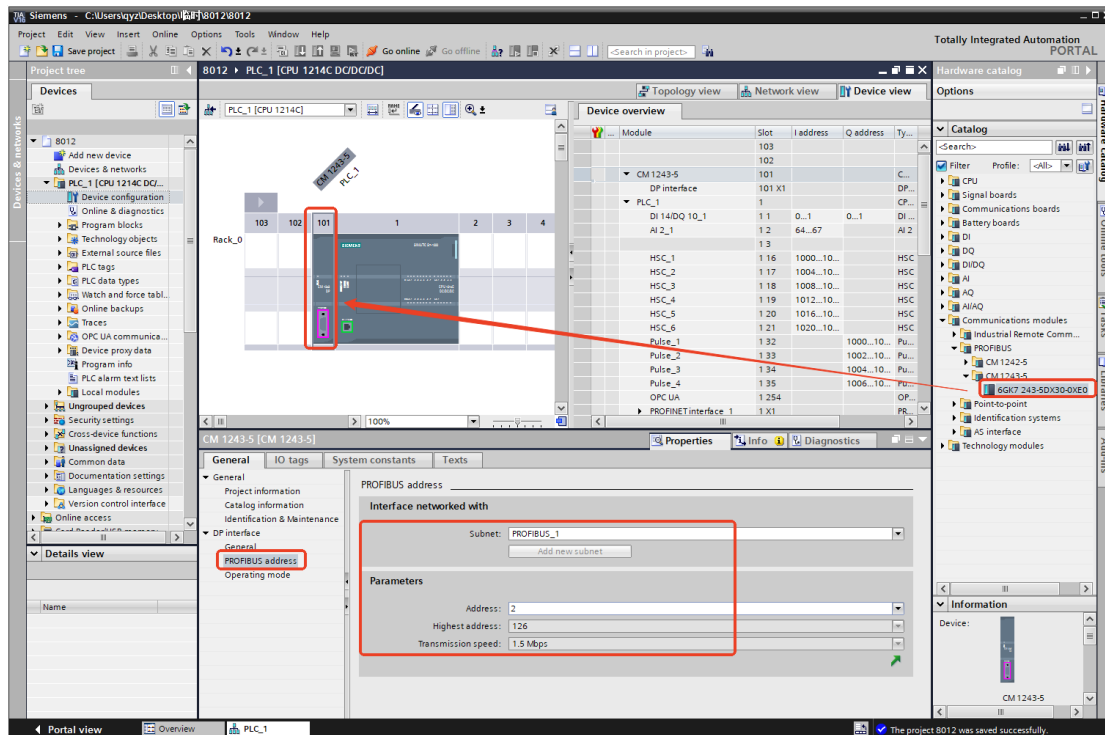 Siemens - C:\Users\qyz\Desktop\临时\8012\8012
Project Edit View Insert Online Options Tools Window Help
Totally Integrated Automation
PORTAL
Save project
Go online
Go offline
<Search in project>
Project tree
8012 ▸ PLC_1 [CPU 1214C DC/DC/DC]
Hardware catalog
Devices
Topology view
Network view
Device view
Options
PLC_1 [CPU 1214C]
Device overview
... Module Slot I address Q address Ty...
103
102
CM 1243-5 101 C...
DP interface 101 X1 DP...
PLC_1 1 CP...
DI 14/DQ 10_1 1 1 0...1 0...1 DI ...
AI 2_1 1 2 64...67 AI 2
1 3
HSC_1 1 16 1000...10... HSC
HSC_2 1 17 1004...10... HSC
HSC_3 1 18 1008...10... HSC
HSC_4 1 19 1012...10... HSC
HSC_5 1 20 1016...10... HSC
HSC_6 1 21 1020...10... HSC
Pulse_1 1 32 1000...10... Pu...
Pulse_2 1 33 1002...10... Pu...
Pulse_3 1 34 1004...10... Pu...
Pulse_4 1 35 1006...10... Pu...
OPC UA 1 254 OP...
PROFINET interface_1 1 X1 PR...
8012
Add new device
Devices & networks
PLC_1 [CPU 1214C DC/...
Device configuration
Online & diagnostics
Program blocks
Technology objects
External source files
PLC tags
PLC data types
Watch and force tabl...
Online backups
Traces
OPC UA communica...
Device proxy data
Program info
PLC alarm text lists
Local modules
Ungrouped devices
Security settings
Cross-device functions
Unassigned devices
Common data
Documentation settings
Languages & resources
Version control interface
Online access
Card Reader/USB memory
Devices & networks
CM 1243-5
PLC_1
103 102 101 1 2 3 4
Rack_0
SIEMENS
100%
Catalog
<Search>
Filter Profile: <All>
CPU
Signal boards
Communications boards
Battery boards
DI
DQ
DI/DQ
AI
AQ
AI/AQ
Communications modules
Industrial Remote Comm...
PROFIBUS
CM 1242-5
CM 1243-5
6GK7 243-5DX30-0XE0
Point-to-point
Identification systems
AS interface
Technology modules
Hardware catalog
Online tools
Tasks
Libraries
Add-ins
CM 1243-5 [CM 1243-5]
Properties
Info
Diagnostics
General IO tags System constants Texts
General
Project information
Catalog information
Identification & Maintenance
DP interface
General
PROFIBUS address
Operating mode
PROFIBUS address
Interface networked with
Subnet: PROFIBUS_1
Add new subnet
Parameters
Address: 2
Highest address: 126
Transmission speed: 1.5 Mbps
Details view
Name
Information
Device:
CM 1243-5
Portal view
Overview
PLC_1
The project 8012 was saved successfully.